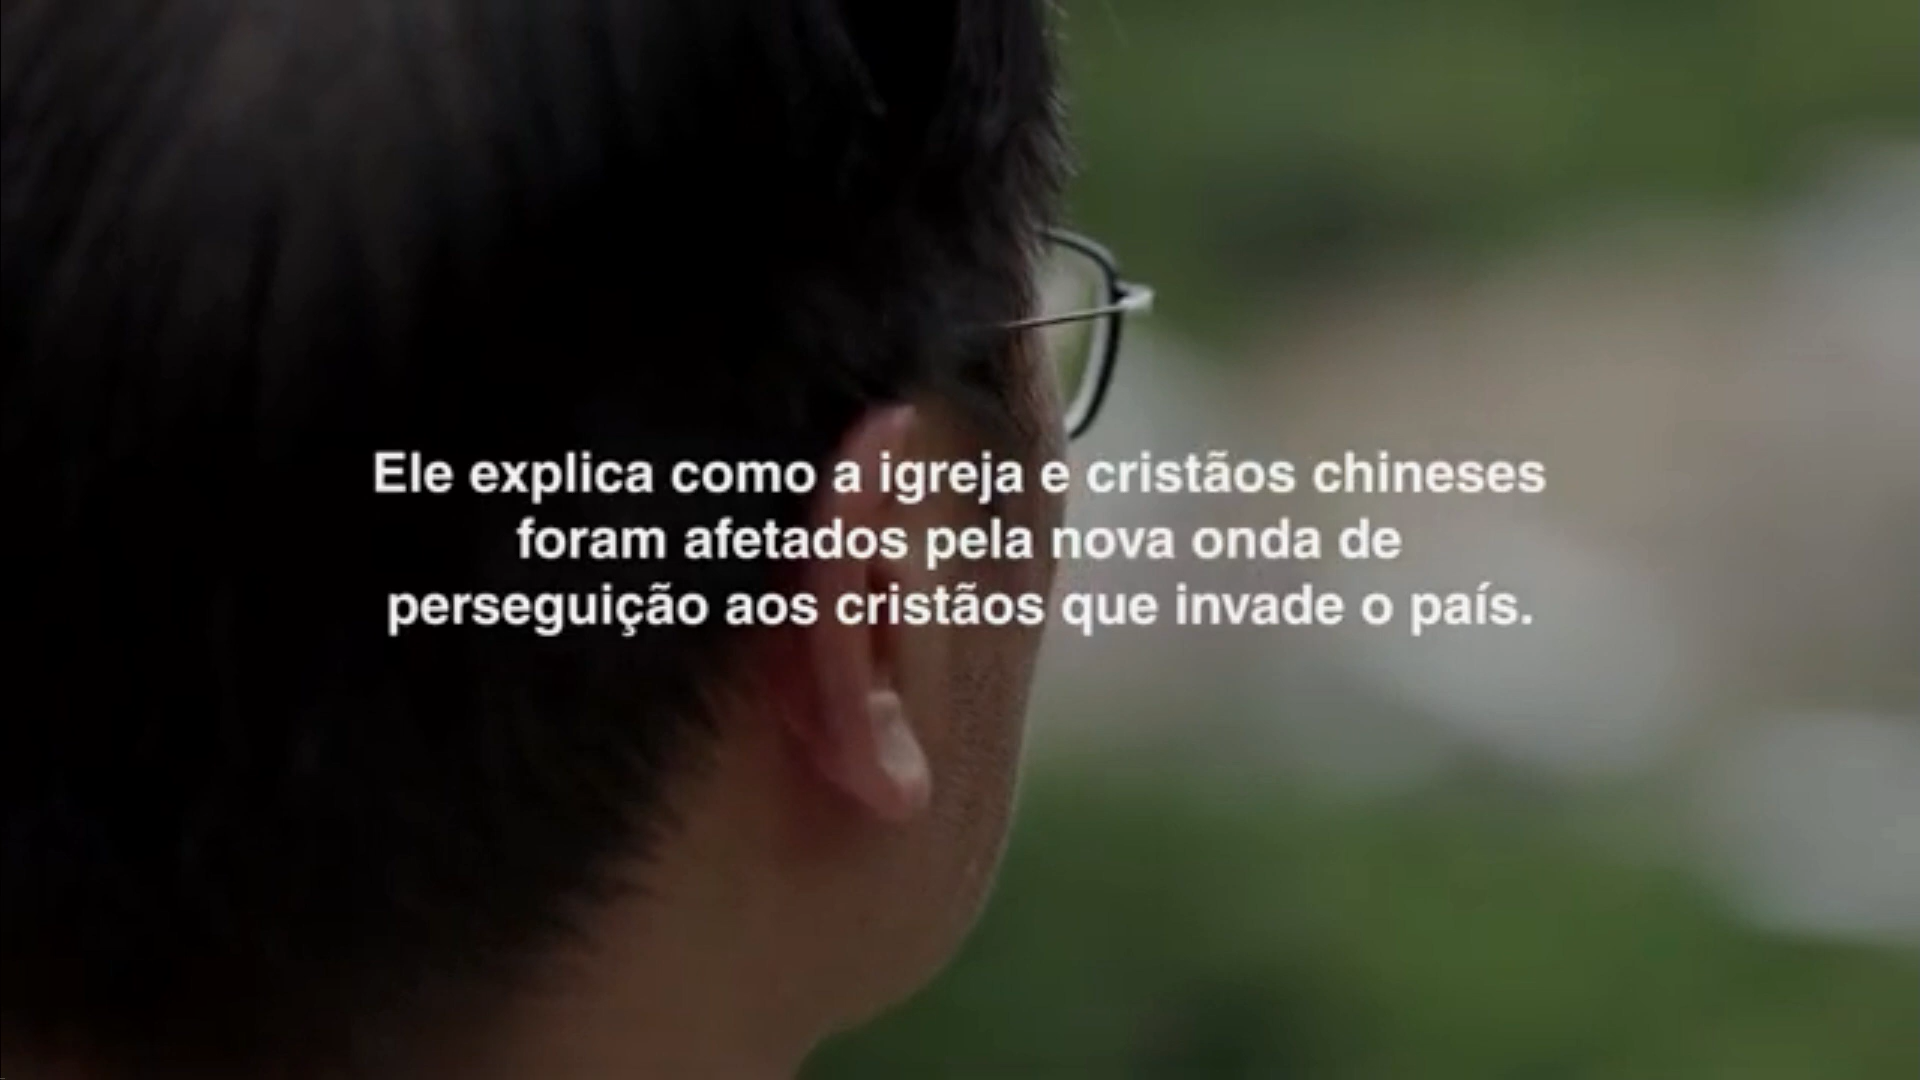 Ele explica como a igreja e cristãos chineses
foram afetados pela nova onda de
perseguição aos cristãos que invade o país.